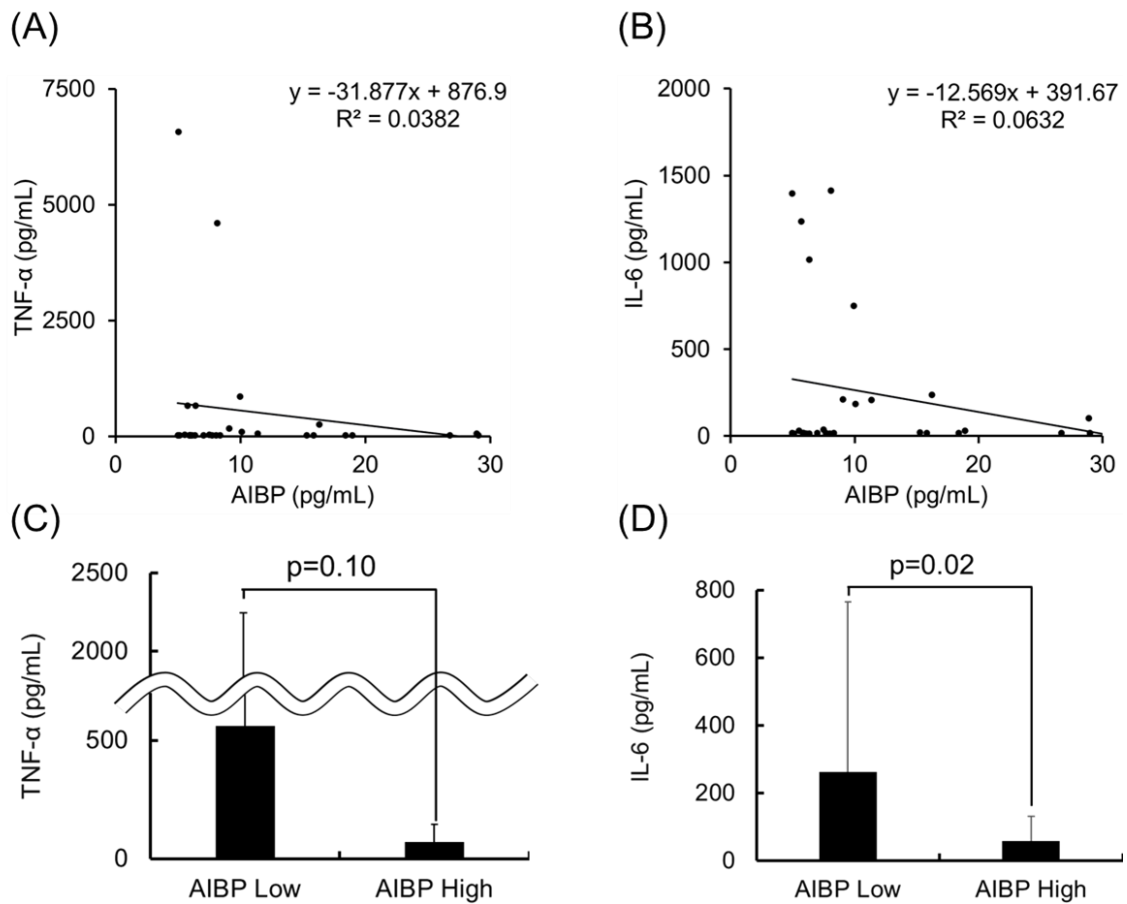 (A)
y = -31.877x + 876.9
R² = 0.0382
7500
5000
2500
0
TNF-α (pg/mL)
0 10 20 30
AIBP (pg/mL)
(B)
y = -12.569x + 391.67
R² = 0.0632
2000
1500
1000
500
0
IL-6 (pg/mL)
0 10 20 30
AIBP (pg/mL)
(C)
p=0.10
2500
2000
500
0
TNF-α (pg/mL)
AIBP Low AIBP High
(D)
p=0.02
800
600
400
200
0
IL-6 (pg/mL)
AIBP Low AIBP High